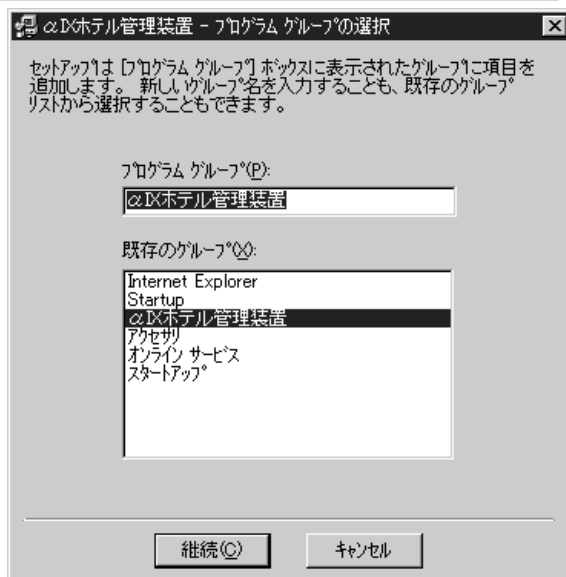 αⅨホテル管理装置 - ﾌﾟﾛｸﾞﾗﾑ ｸﾞﾙｰﾌﾟの選択
ｾｯﾄｱｯﾌﾟは [ﾌﾟﾛｸﾞﾗﾑ ｸﾞﾙｰﾌﾟ] ﾎﾞｯｸｽに表示されたｸﾞﾙｰﾌﾟに項目を
追加します。 新しいｸﾞﾙｰﾌﾟ名を入力することも、既存のｸﾞﾙｰﾌﾟ
ﾘｽﾄから選択することもできます。
ﾌﾟﾛｸﾞﾗﾑ ｸﾞﾙｰﾌﾟ(P):
αⅨホテル管理装置
既存のｸﾞﾙｰﾌﾟ(X):
Internet Explorer
Startup
αⅨホテル管理装置
ｱｸｾｻﾘ
ｵﾝﾗｲﾝ ｻｰﾋﾞｽ
ｽﾀｰﾄｱｯﾌﾟ
継続(C)
ｷｬﾝｾﾙ